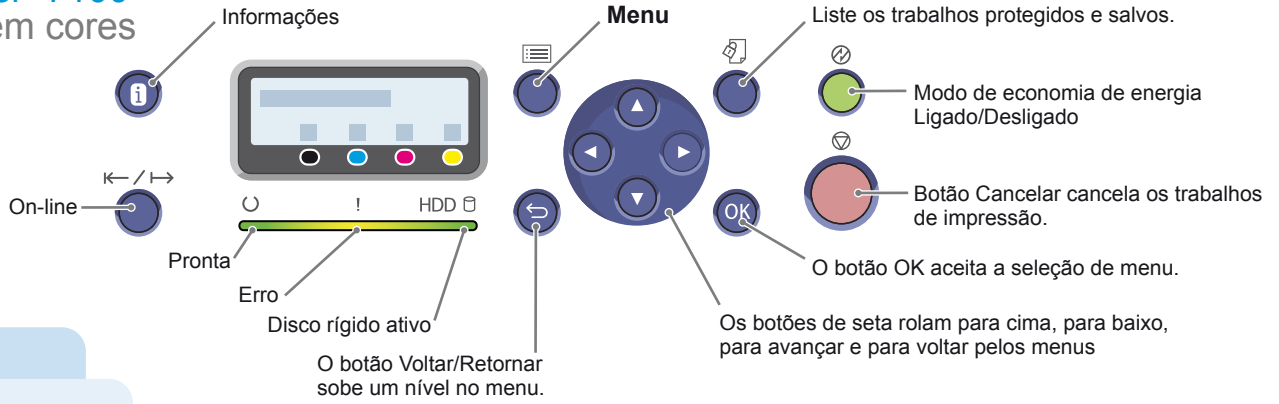 em cores
Informações
Menu
Liste os trabalhos protegidos e salvos.
Modo de economia de energia
Ligado/Desligado
On-line
! HDD
OK
Botão Cancelar cancela os trabalhos
de impressão.
Pronta
O botão OK aceita a seleção de menu.
Erro
Disco rígido ativo
Os botões de seta rolam para cima, para baixo,
para avançar e para voltar pelos menus
O botão Voltar/Retornar
sobe um nível no menu.